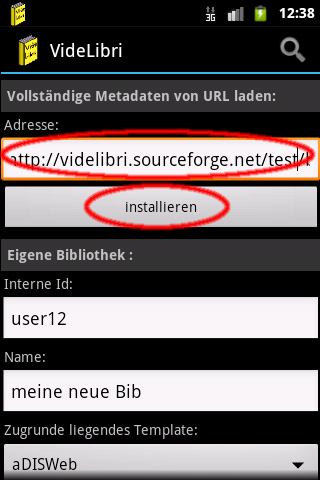 3G 12:38
VideLibri
Vollständige Metadaten von URL laden:
Adresse:
http://videlibri.sourceforge.net/test/
installieren
Eigene Bibliothek :
Interne Id:
user12
Name:
meine neue Bib
Zugrunde liegendes Template:
aDISWeb